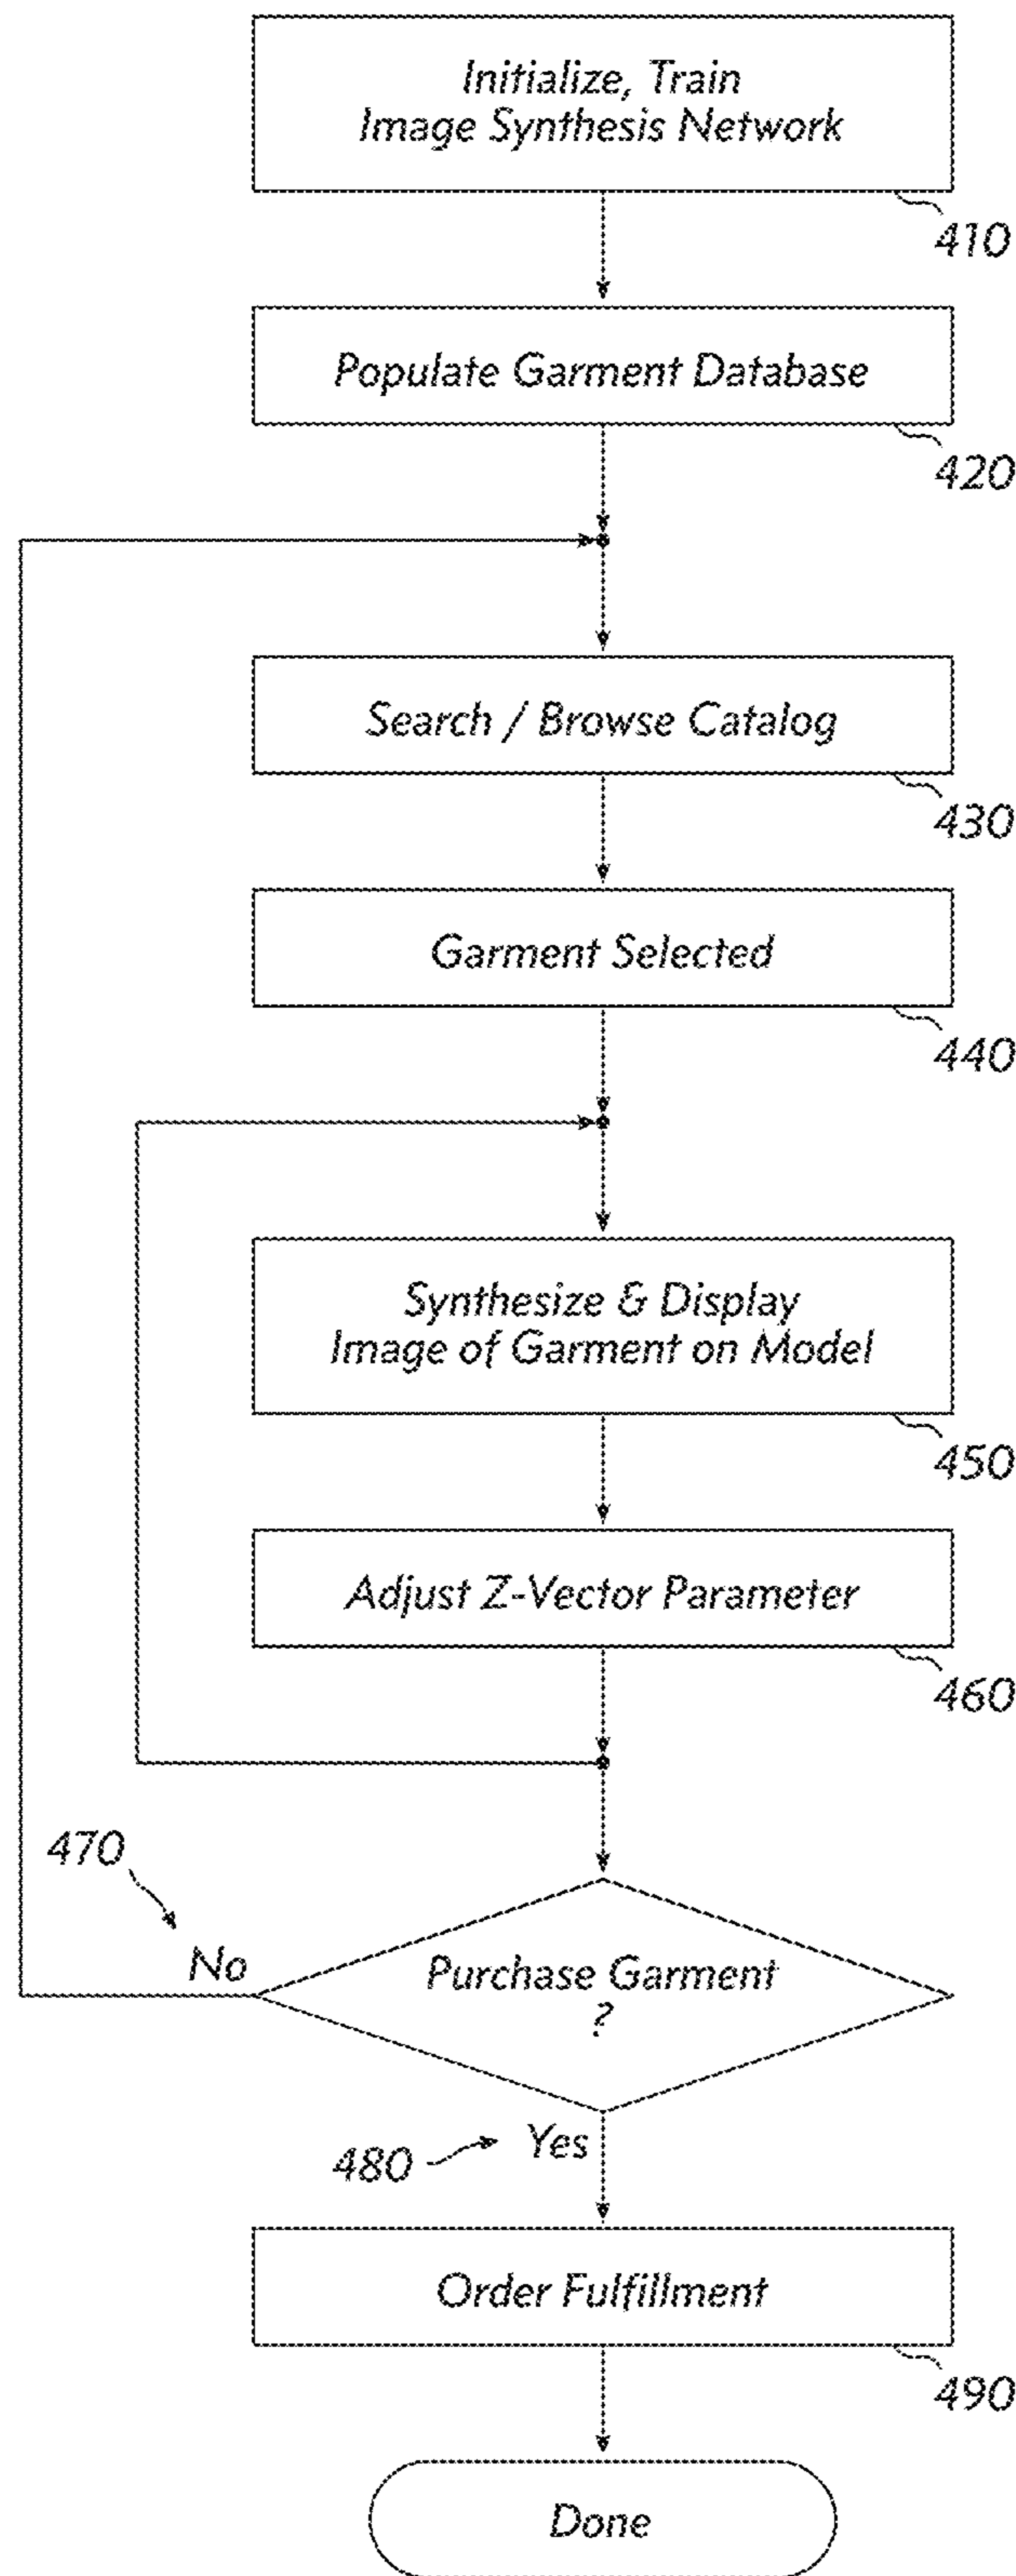 Initialize, Train
Image Synthesis Network
410
Populate Garment Database
420
Search / Browse Catalog
430
Garment Selected
440
Synthesize & Display
Image of Garment on Model
450
Adjust Z-Vector Parameter
460
470
No
Purchase Garment
?
480
Yes
Order Fulfillment
490
Done